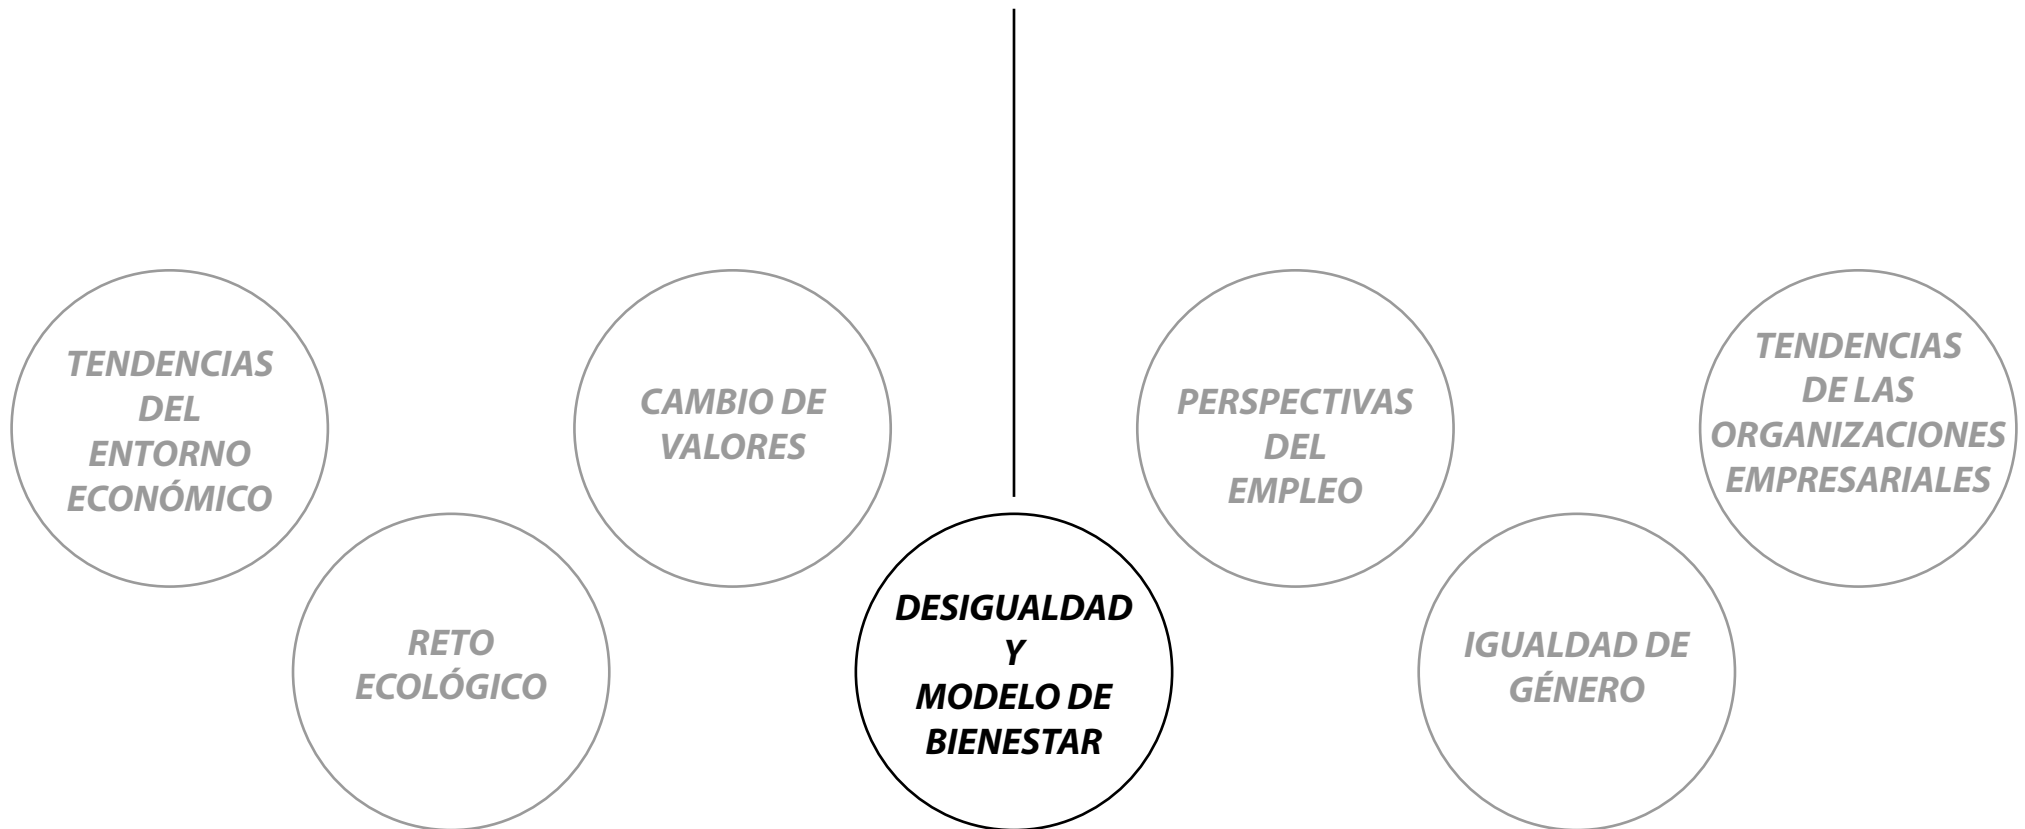 TENDENCIAS
DEL
ENTORNO
ECONÓMICO
RETO
ECOLÓGICO
CAMBIO DE
VALORES
DESIGUALDAD
Y
MODELO DE
BIENESTAR
PERSPECTIVAS
DEL
EMPLEO
IGUALDAD DE
GÉNERO
TENDENCIAS
DE LAS
ORGANIZACIONES
EMPRESARIALES